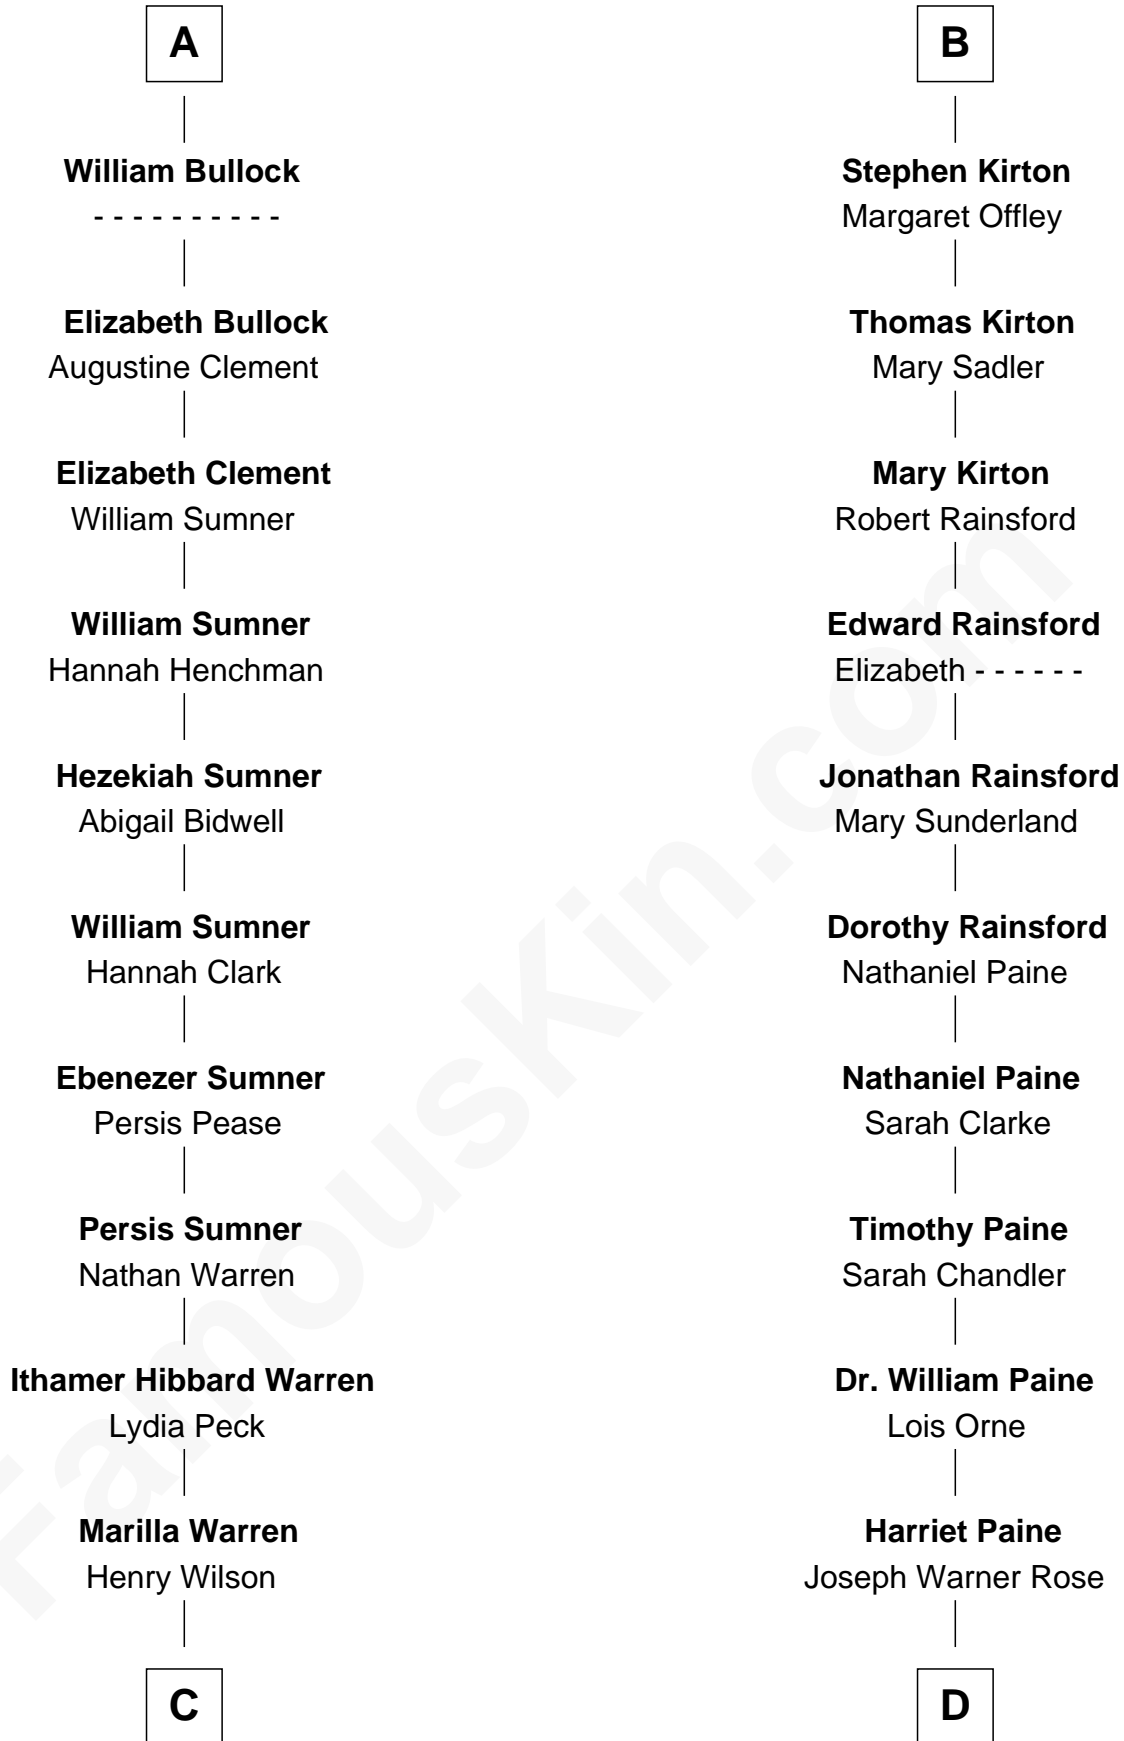 A
William Bullock
- - - - - - - - - -
Elizabeth Bullock
Augustine Clement
Elizabeth Clement
William Sumner
William Sumner
Hannah Henchman
Hezekiah Sumner
Abigail Bidwell
William Sumner
Hannah Clark
Ebenezer Sumner
Persis Pease
Persis Sumner
Nathan Warren
Ithamer Hibbard Warren
Lydia Peck
Marilla Warren
Henry Wilson
C
B
Stephen Kirton
Margaret Offley
Thomas Kirton
Mary Sadler
Mary Kirton
Robert Rainsford
Edward Rainsford
Elizabeth - - - - - -
Jonathan Rainsford
Mary Sunderland
Dorothy Rainsford
Nathaniel Paine
Nathaniel Paine
Sarah Clarke
Timothy Paine
Sarah Chandler
Dr. William Paine
Lois Orne
Harriet Paine
Joseph Warner Rose
D
FamousKin.com